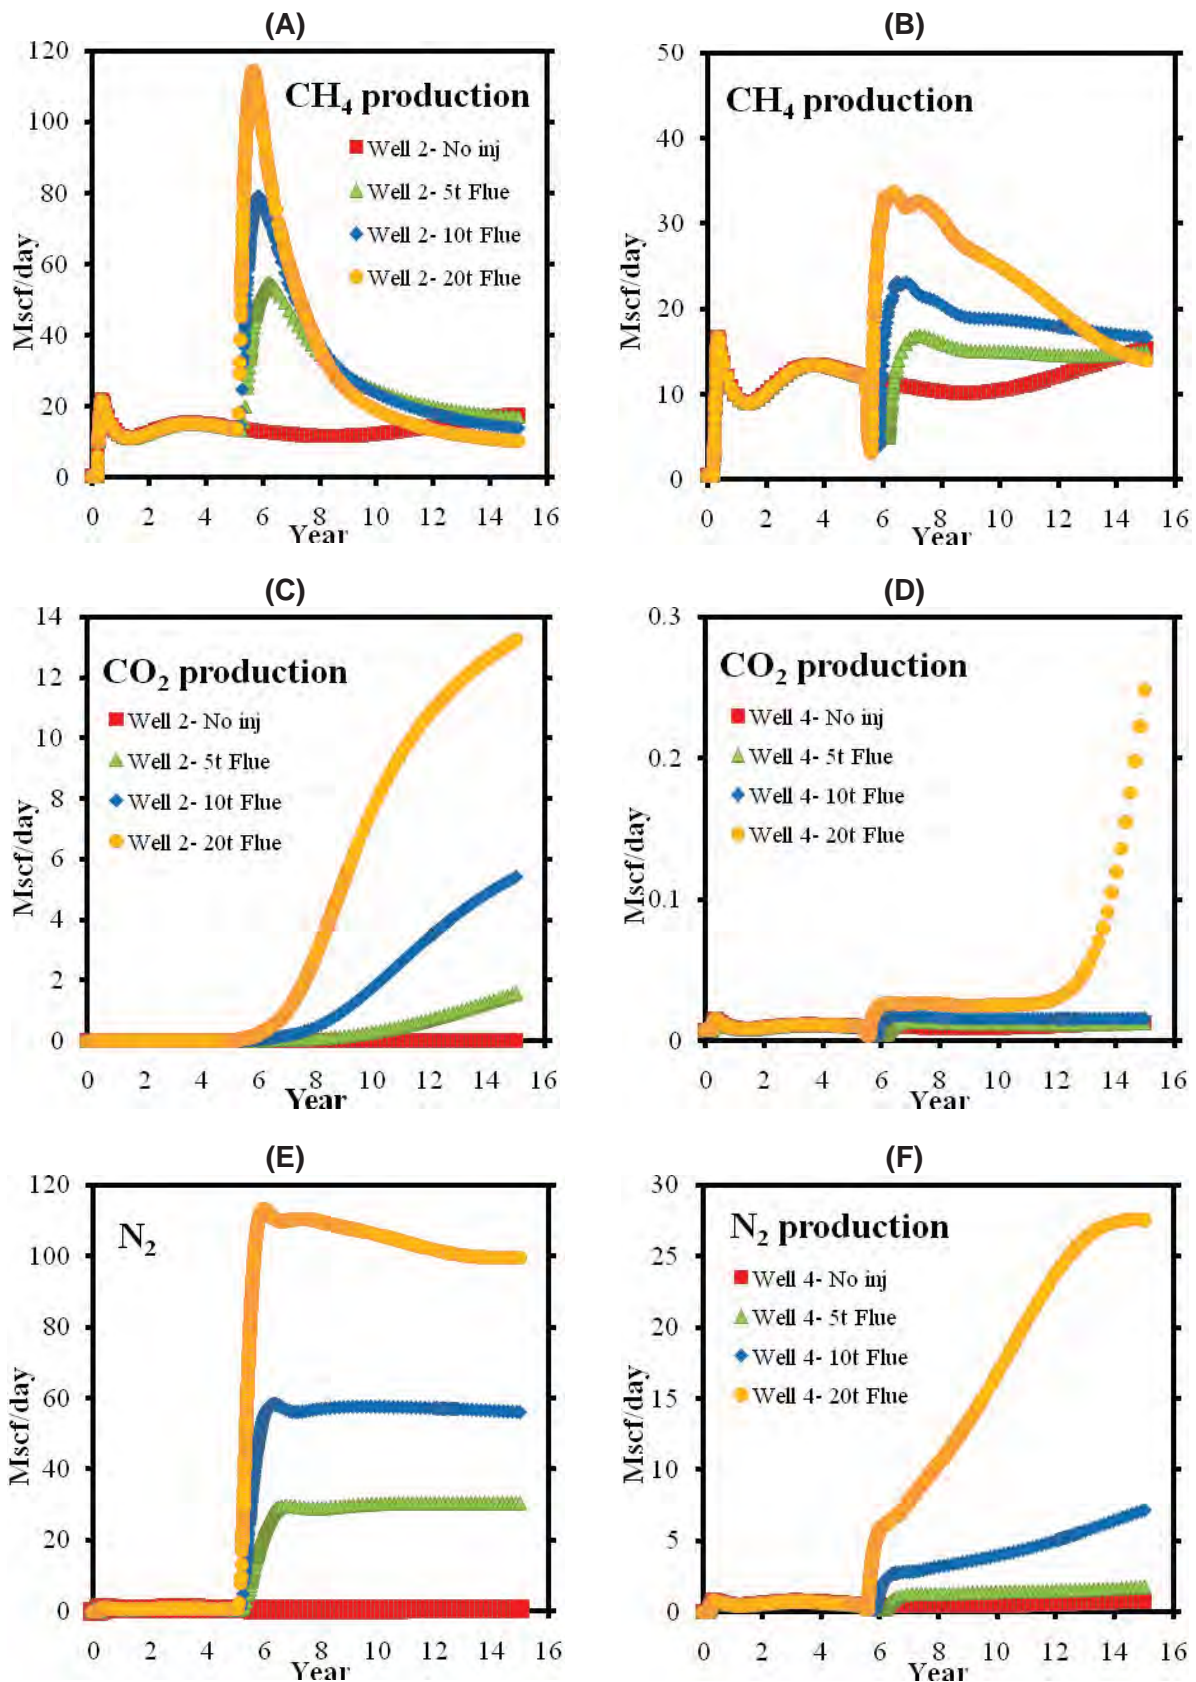 (A)
120
100
80
60
40
20
0
Mscf/day
CH4 production
Well 2- No inj
Well 2- 5t Flue
Well 2- 10t Flue
Well 2- 20t Flue
0 2 4 6 8 10 12 14 16
Year
(B)
50
40
30
20
10
0
Mscf/day
CH4 production
0 2 4 6 8 10 12 14 16
Year
(C)
14
12
10
8
6
4
2
0
Mscf/day
CO2 production
Well 2- No inj
Well 2- 5t Flue
Well 2- 10t Flue
Well 2- 20t Flue
0 2 4 6 8 10 12 14 16
Year
(D)
0.3
0.2
0.1
0
Mscf/day
CO2 production
Well 4- No inj
Well 4- 5t Flue
Well 4- 10t Flue
Well 4- 20t Flue
0 2 4 6 8 10 12 14 16
Year
(E)
120
100
80
60
40
20
0
Mscf/day
N2
0 2 4 6 8 10 12 14 16
Year
(F)
30
25
20
15
10
5
0
Mscf/day
N2 production
Well 4- No inj
Well 4- 5t Flue
Well 4- 10t Flue
Well 4- 20t Flue
0 2 4 6 8 10 12 14 16
Year